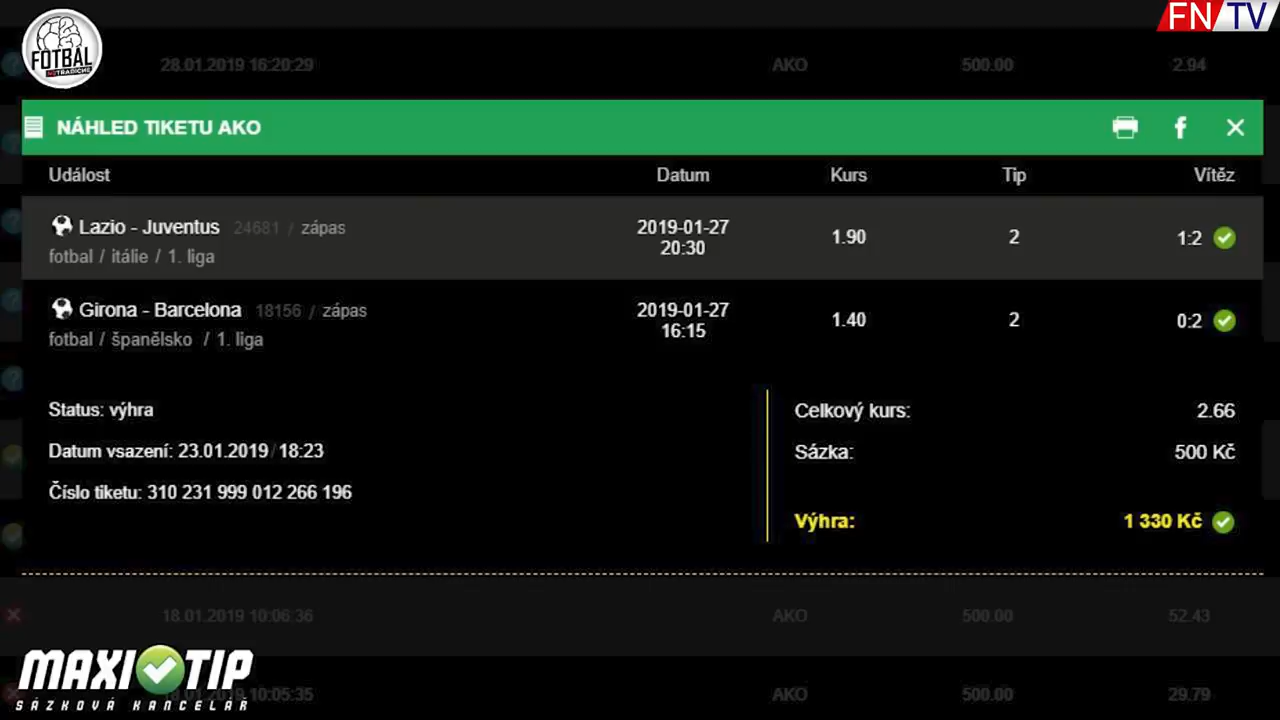 FNTV
FOTBAL
NETRADIČNĚ
28.01.2019 16:20:29 AKO 500.00 2.94
NÁHLED TIKETU AKO
Událost Datum Kurs Tip Vítěz
Lazio - Juventus 24681 / zápas 2019-01-27 20:30 1.90 2 1:2
fotbal / itálie / 1. liga
Girona - Barcelona 18156 / zápas 2019-01-27 16:15 1.40 2 0:2
fotbal / španělsko / 1. liga
Status: výhra
Datum vsazení: 23.01.2019 / 18:23
Číslo tiketu: 310 231 999 012 266 196
Celkový kurs: 2.66
Sázka: 500 Kč
Výhra: 1 330 Kč
18.01.2019 10:06:36 AKO 500.00 52.43
MAXI TIP
SÁZKOVÁ KANCELÁŘ
18.01.2019 10:05:35 AKO 500.00 29.79